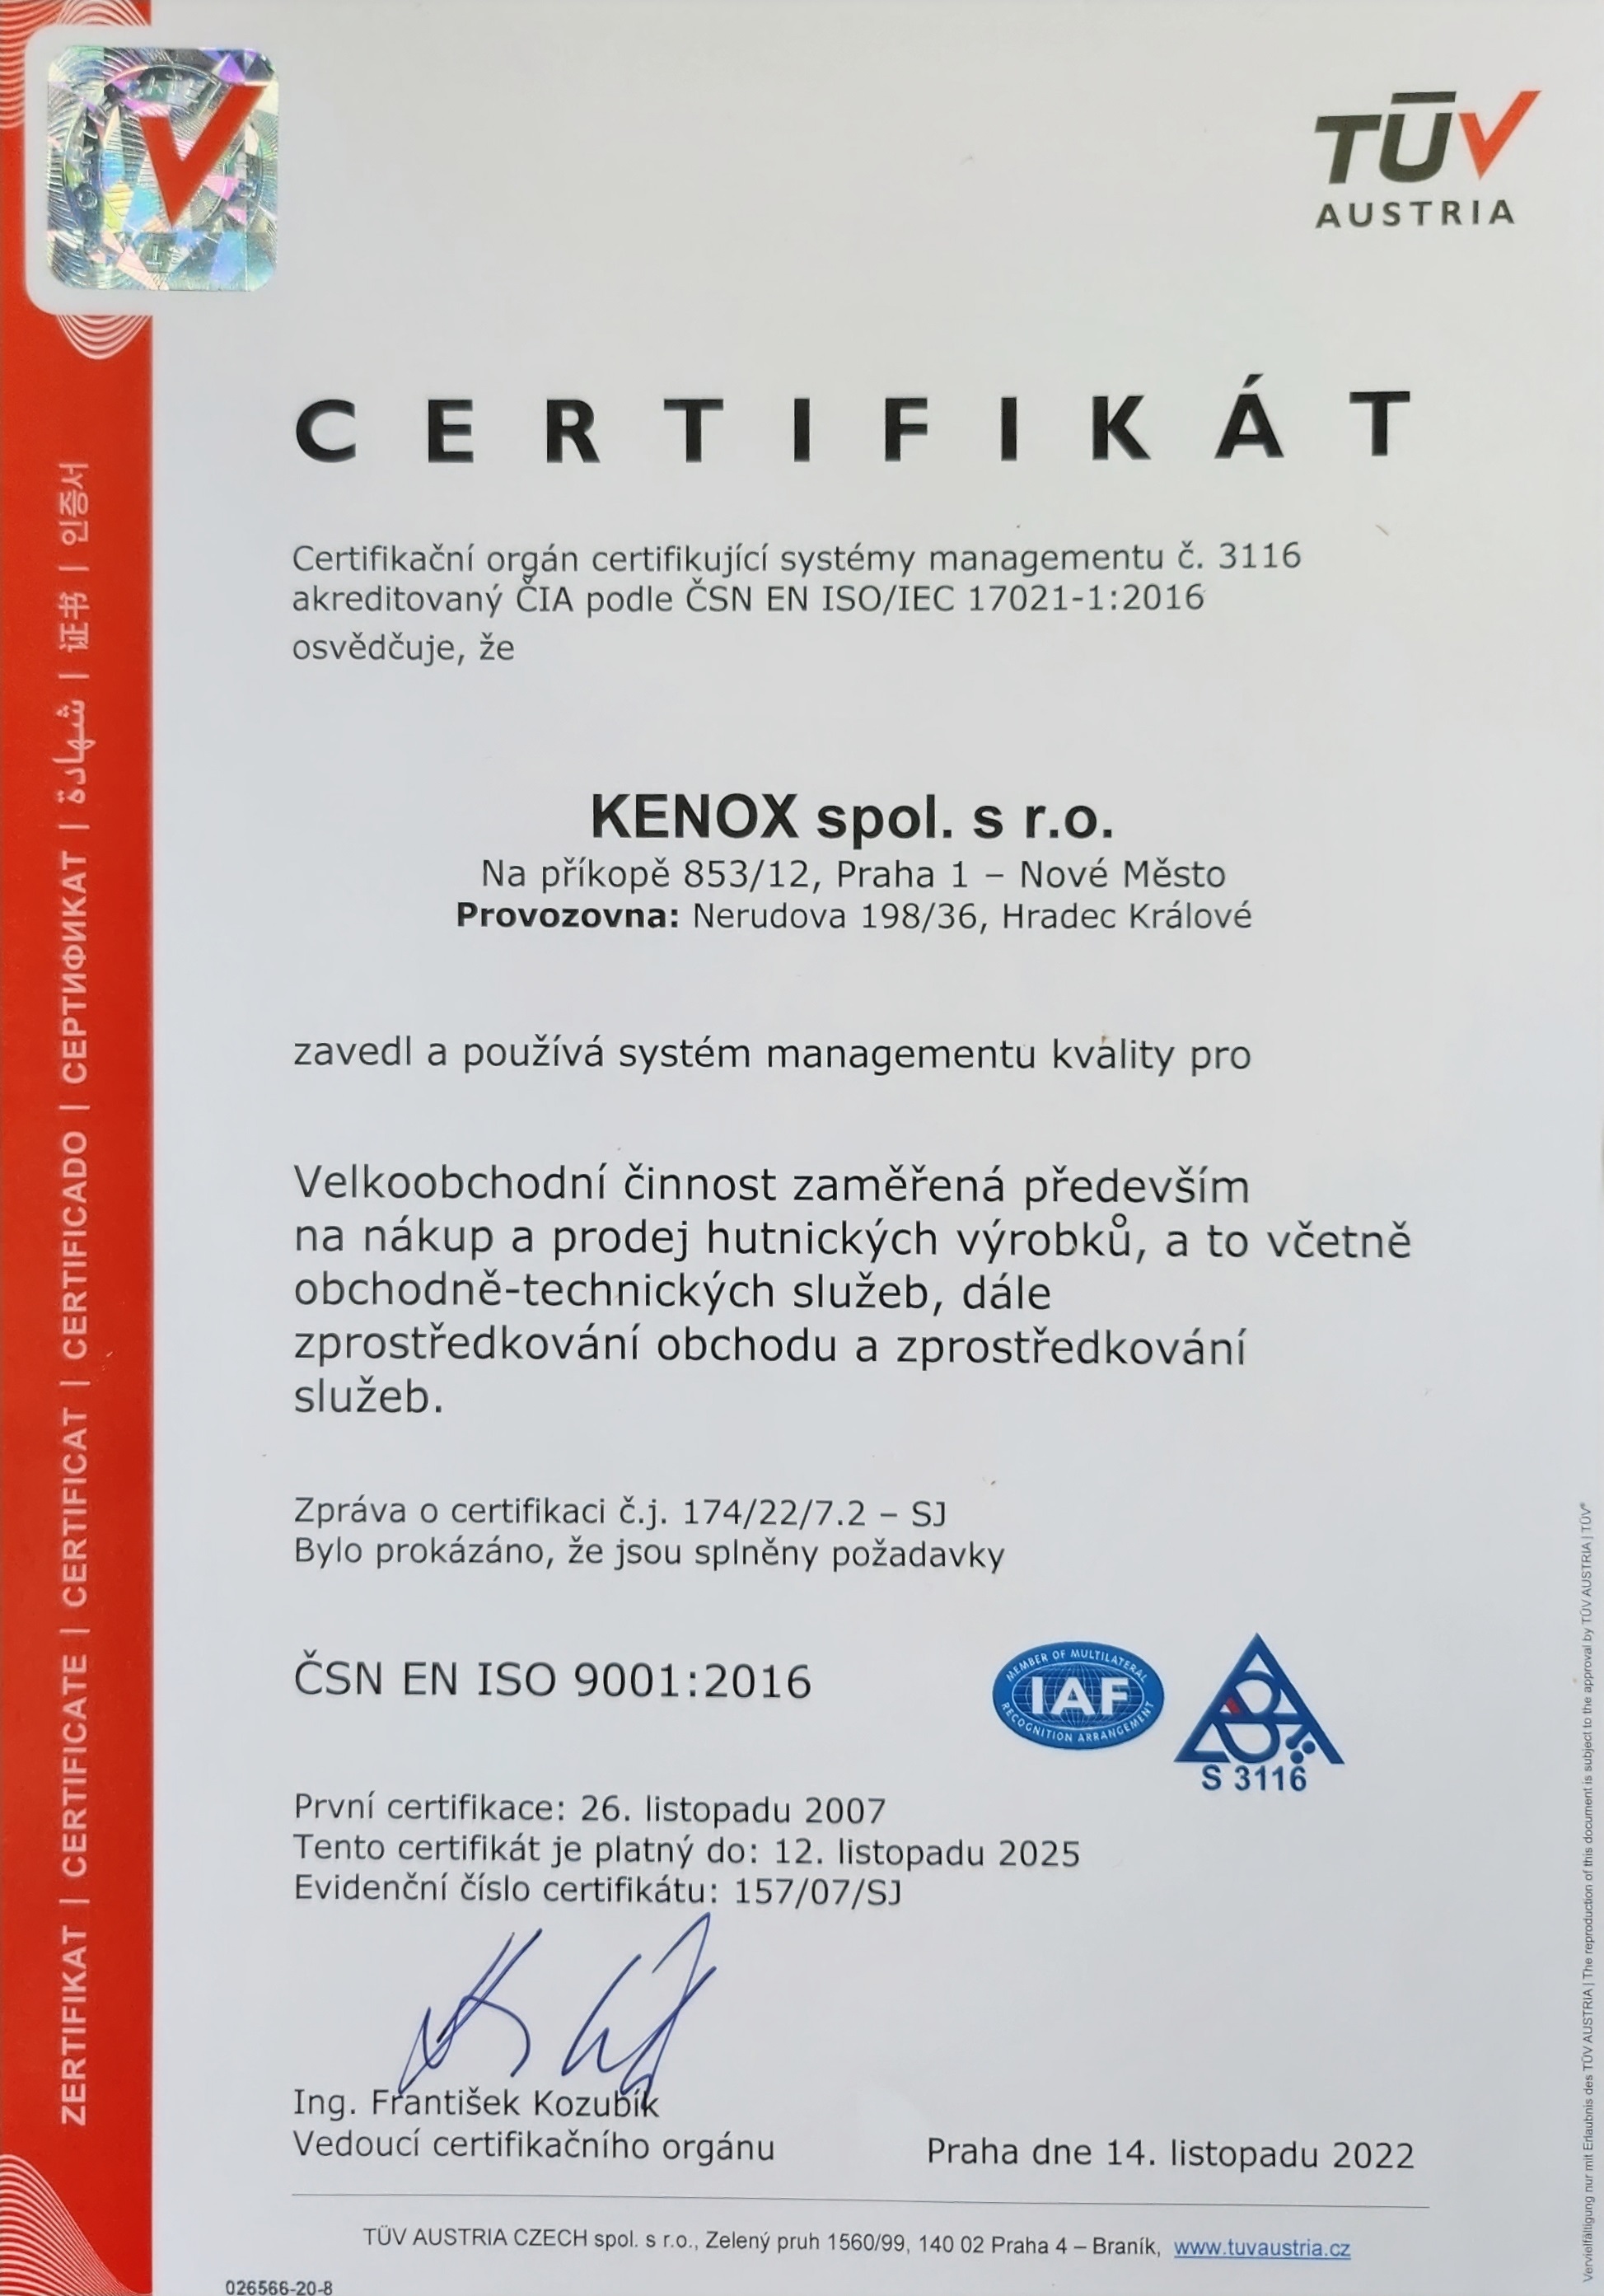 TÜV
AUSTRIA
CERTIFIKÁT
Certifikační orgán certifikující systémy managementu č. 3116
akreditovaný ČIA podle ČSN EN ISO/IEC 17021-1:2016
osvědčuje, že
KENOX spol. s r.o.
Na příkopě 853/12, Praha 1 – Nové Město
Provozovna: Nerudova 198/36, Hradec Králové
zavedl a používá systém managementu kvality pro
Velkoobchodní činnost zaměřená především
na nákup a prodej hutnických výrobků, a to včetně
obchodně-technických služeb, dále
zprostředkování obchodu a zprostředkování
služeb.
Zpráva o certifikaci č.j. 174/22/7.2 – SJ
Bylo prokázáno, že jsou splněny požadavky
ČSN EN ISO 9001:2016
MEMBER OF MULTILATERAL
IAF
RECOGNITION ARRANGEMENT
S 3116
První certifikace: 26. listopadu 2007
Tento certifikát je platný do: 12. listopadu 2025
Evidenční číslo certifikátu: 157/07/SJ
Ing. František Kozubík
Vedoucí certifikačního orgánu
Praha dne 14. listopadu 2022
TÜV AUSTRIA CZECH spol. s r.o., Zelený pruh 1560/99, 140 02 Praha 4 – Braník, www.tuvaustria.cz
026566-20-8
ZERTIFIKAT | CERTIFICATE | CERTIFICAT | CERTIFICADO | СЕРТИФИКАТ | شهادة | 证书 | 인증서
Vervielfältigung nur mit Erlaubnis des TÜV AUSTRIA | The reproduction of this document is subject to the approval by TÜV AUSTRIA | TÜV®